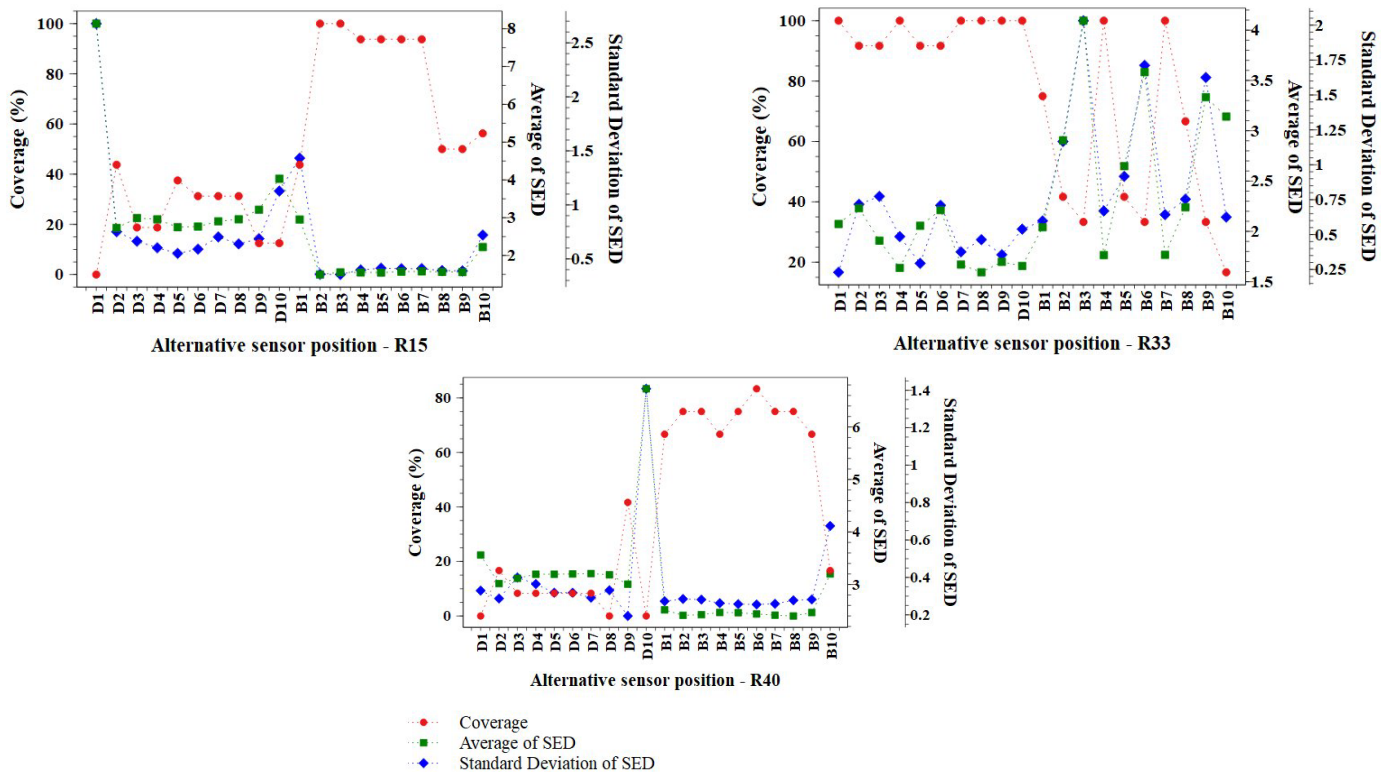 100
80
60
40
20
0
Coverage (%)
8
7
6
5
4
3
2
Average of SED
2.5
2
1.5
1
0.5
Standard Deviation of SED
D1 D2 D3 D4 D5 D6 D7 D8 D9 D10 B1 B2 B3 B4 B5 B6 B7 B8 B9 B10
Alternative sensor position - R15
100
80
60
40
20
Coverage (%)
4
3.5
3
2.5
2
1.5
Average of SED
2
1.75
1.5
1.25
1
0.75
0.5
0.25
Standard Deviation of SED
D1 D2 D3 D4 D5 D6 D7 D8 D9 D10 B1 B2 B3 B4 B5 B6 B7 B8 B9 B10
Alternative sensor position - R33
80
60
40
20
0
Coverage (%)
6
5
4
3
Average of SED
1.4
1.2
1
0.8
0.6
0.4
0.2
Standard Deviation of SED
D1 D2 D3 D4 D5 D6 D7 D8 D9 D10 B1 B2 B3 B4 B5 B6 B7 B8 B9 B10
Alternative sensor position - R40
Coverage
Average of SED
Standard Deviation of SED